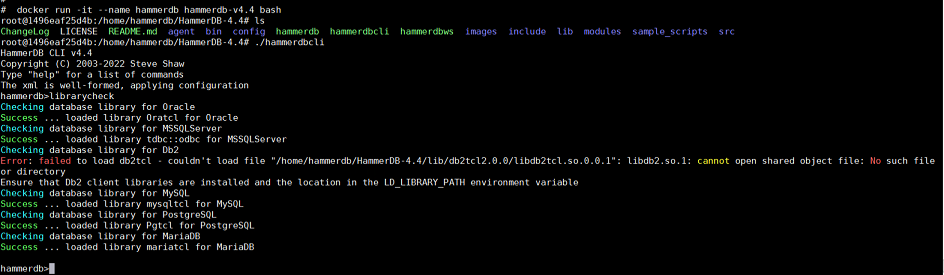 #  docker run -it --name hammerdb hammerdb-v4.4 bash
root@1496eaf25d4b:/home/hammerdb/HammerDB-4.4# ls
ChangeLog  LICENSE  README.md  agent  bin  config  hammerdb  hammerdbcli  hammerdbws  images  include  lib  modules  sample_scripts  src
root@1496eaf25d4b:/home/hammerdb/HammerDB-4.4# ./hammerdbcli
HammerDB CLI v4.4
Copyright (C) 2003-2022 Steve Shaw
Type "help" for a list of commands
The xml is well-formed, applying configuration
hammerdb>librarycheck
Checking database library for Oracle
Success ... loaded library Oratcl for Oracle
Checking database library for MSSQLServer
Success ... loaded library tdbc::odbc for MSSQLServer
Checking database library for Db2
Error: failed to load db2tcl - couldn't load file "/home/hammerdb/HammerDB-4.4/lib/db2tcl2.0.0/libdb2tcl.so.0.0.1": libdb2.so.1: cannot open shared object file: No such file
or directory
Ensure that Db2 client libraries are installed and the location in the LD_LIBRARY_PATH environment variable
Checking database library for MySQL
Success ... loaded library mysqltcl for MySQL
Checking database library for PostgreSQL
Success ... loaded library Pgtcl for PostgreSQL
Checking database library for MariaDB
Success ... loaded library mariatcl for MariaDB
hammerdb>